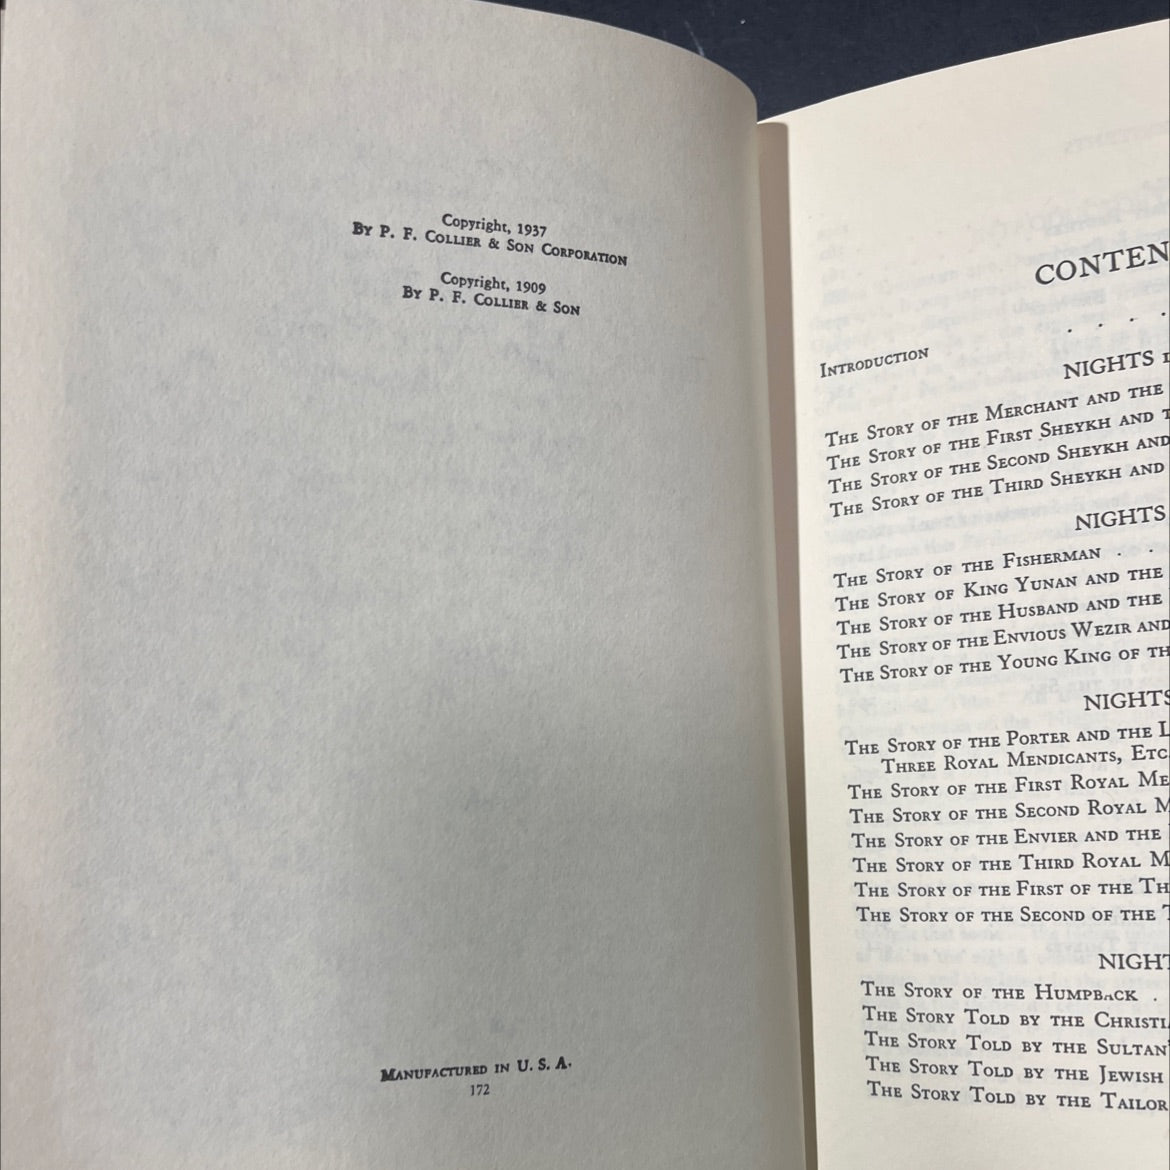 Copyright, 1937
By P. F. Collier & Son Corporation
Copyright, 1909
By P. F. Collier & Son
Manufactured in U. S. A.
172
CONTEN
Introduction . . . .
NIGHTS
The Story of the Merchant and the
The Story of the First Sheykh and
The Story of the Second Sheykh and
The Story of the Third Sheykh and
NIGHTS
The Story of the Fisherman . .
The Story of King Yunan and the
The Story of the Husband and the
The Story of the Envious Wezir and
The Story of the Young King of th
NIGHTS
The Story of the Porter and the L
Three Royal Mendicants, Etc
The Story of the First Royal Me
The Story of the Second Royal M
The Story of the Envier and the
The Story of the Third Royal M
The Story of the First of the Th
The Story of the Second of the T
NIGHT
The Story of the Humpback .
The Story Told by the Christi
The Story Told by the Sultan'
The Story Told by the Jewish
The Story Told by the Tailor